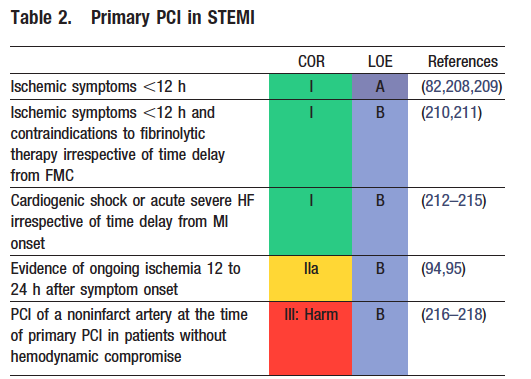 Table 2. Primary PCI in STEMI
COR LOE References
Ischemic symptoms <12 h I A (82,208,209)
Ischemic symptoms <12 h and I B (210,211)
contraindications to fibrinolytic
therapy irrespective of time delay
from FMC
Cardiogenic shock or acute severe HF I B (212–215)
irrespective of time delay from MI
onset
Evidence of ongoing ischemia 12 to IIa B (94,95)
24 h after symptom onset
PCI of a noninfarct artery at the time III: Harm B (216–218)
of primary PCI in patients without
hemodynamic compromise